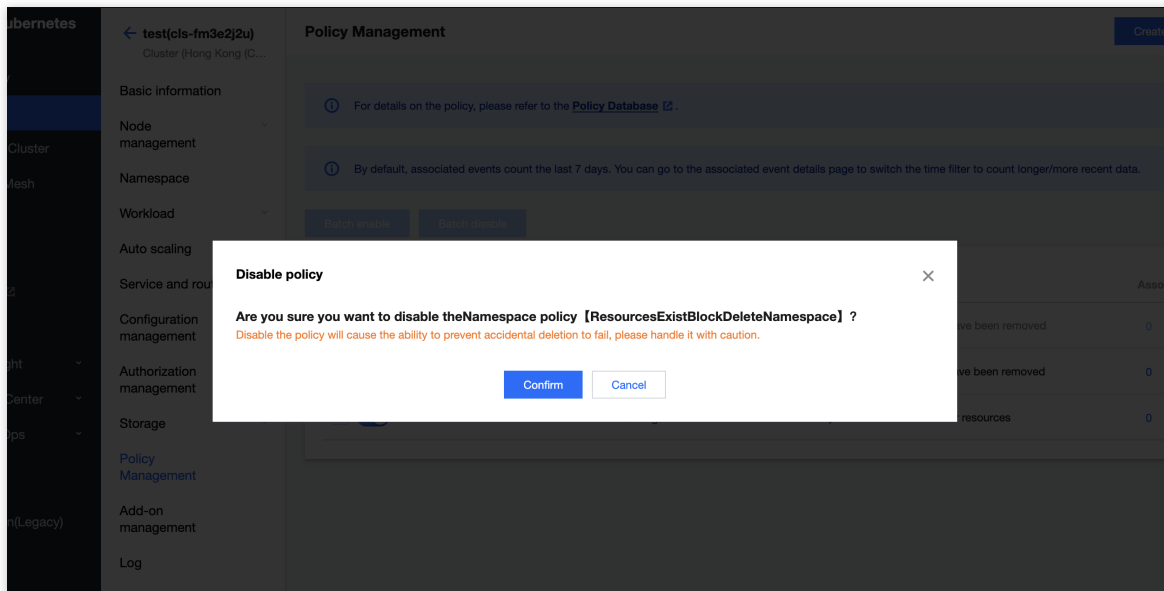 test(cls-fm3e2j2u)
Cluster (Hong Kong (C...
Policy Management
Create
Basic information
For details on the policy, please refer to the Policy Database.
Node
management
Cluster
Mesh
Namespace
By default, associated events count the last 7 days. You can go to the associated event details page to switch the time filter to count longer/more recent data.
Workload
Batch enable
Batch disable
Auto scaling
Disable policy
Are you sure you want to disable theNamespace policy【ResourcesExistBlockDeleteNamespace】?
Disable the policy will cause the ability to prevent accidental deletion to fail, please handle it with caution.
Confirm
Cancel
Service and
Configuration
management
been removed
0
Authorization
management
been removed
0
Center
Storage
resources
0
Policy
Management
Add-on
management
(Legacy)
Log